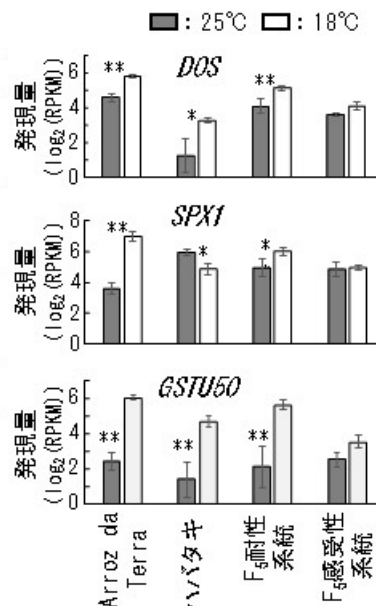 ■：25℃ □：18℃
DOS
発現量
(log₂(RPKM))
6
4
2
0
**
*
**
SPX1
発現量
(log₂(RPKM))
8
6
4
2
0
**
*
*
GSTU50
発現量
(log₂(RPKM))
6
4
2
0
**
**
**
Arroz da
Terra
ハバタキ
F₅耐性
系統
F₅感受性
系統